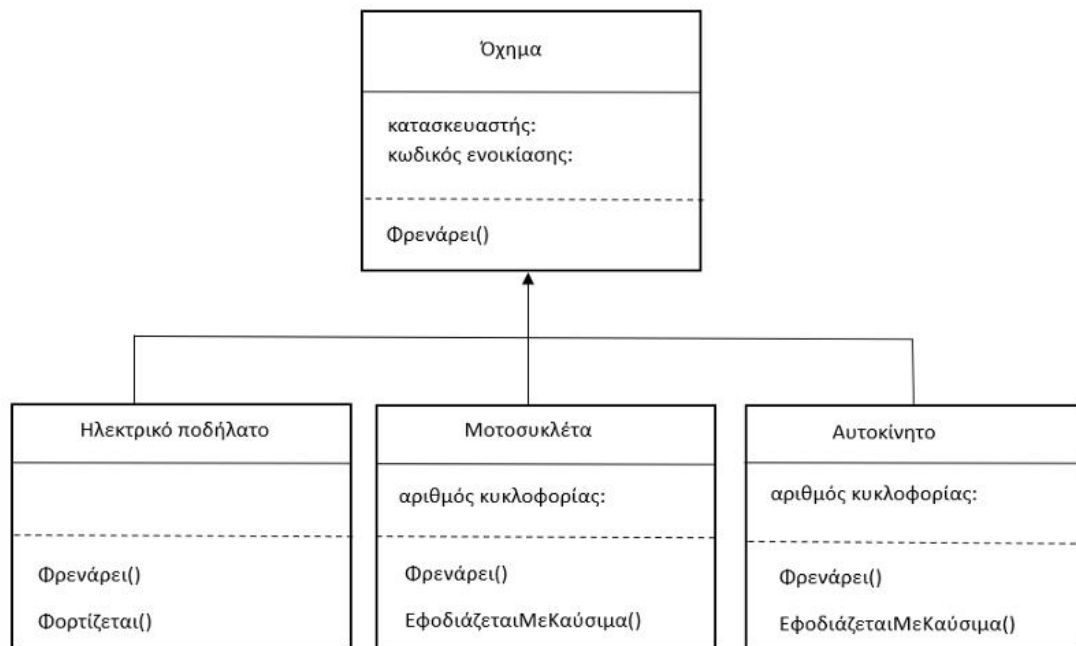 Όχημα
κατασκευαστής:
κωδικός ενοικίασης:
Φρενάρει()
Ηλεκτρικό ποδήλατο
Φρενάρει()
Φορτίζεται()
Μοτοσυκλέτα
αριθμός κυκλοφορίας:
Φρενάρει()
ΕφοδιάζεταιΜεΚαύσιμα()
Αυτοκίνητο
αριθμός κυκλοφορίας:
Φρενάρει()
ΕφοδιάζεταιΜεΚαύσιμα()